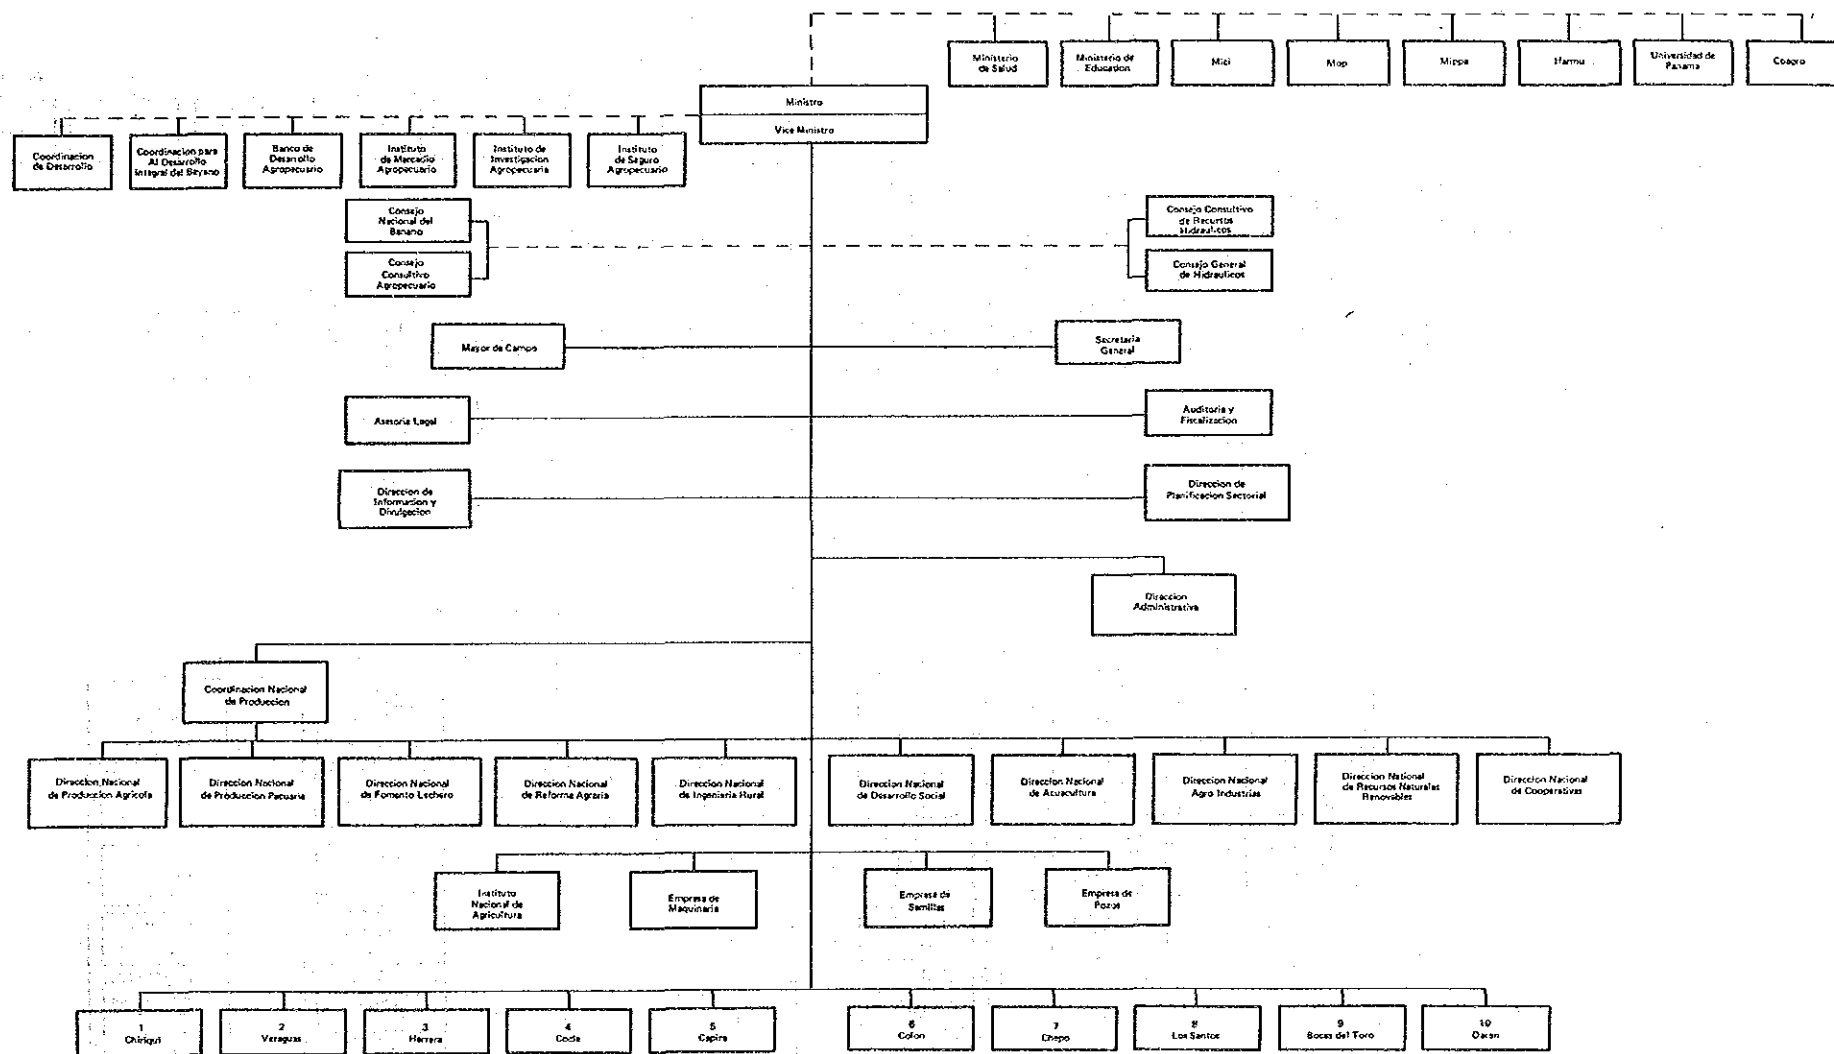 Ministerio
de Salud
Ministerio de
Education
Mici
Mop
Mippe
Universidad de
Panama
Coagro
Ministro
Vice Ministro
Coordinacion
de Desarrollo
Coordinacion para
Al Desarrollo
Integral del Bayano
Banco de
Desarrollo
Agropecuario
Instituto
de Mercadio
Agropecuario
Instituto de
Investigacion
Agropecuaria
Instituto
de Seguro
Agropecuario
Consejo
Nacional del
Banano
Consejo Consultivo
de Recursos
Hidraulicos
Consejo
Consultivo
Agropecuario
Consejo General
de Hidraulicos
Mayor de Campo
Secretaria
General
Asesoria Legal
Auditoria y
Fiscalizacion
Direccion de
Informacion y
Divulgacion
Direccion de
Planificacion Sectorial
Direccion
Administrativa
Coordinacion Nacional
de Produccion
Direccion Nacional
de Produccion Agricola
Direccion Nacional
de Produccion Pecuaria
Direccion Nacional
de Fomento Lechero
Direccion Nacional
de Reforma Agraria
Direccion Nacional
de Ingenieria Rural
Direccion Nacional
de Desarrollo Social
Direccion Nacional
de Acuacultura
Direccion Nacional
Agro Industrias
Direccion National
de Recursos Naturales
Renovables
Direccion Nacional
de Cooperativas
Instituto
Nacional de
Agricultura
Empresa de
Maquinaria
Empresa de
Semillas
Empresa de
Pozos
1
Chiriqui
2
Veraguas
3
Herrera
4
Cocle
5
Capira
6
Colon
7
Chepo
8
Los Santos
9
Bocas del Toro
10
Darien